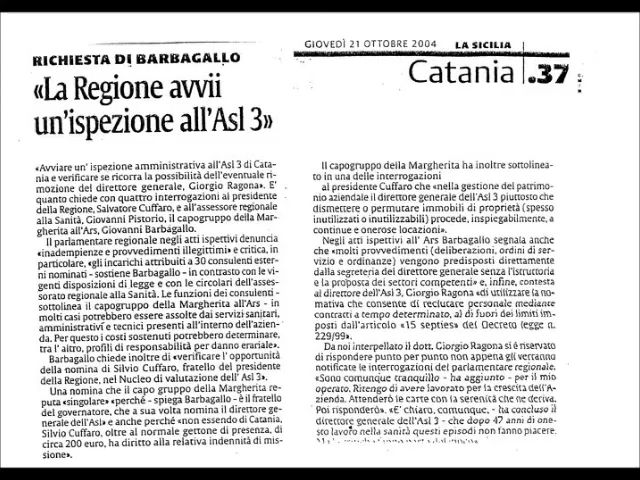 RICHIESTA DI BARBAGALLO
«La Regione avvii
un'ispezione all'Asl 3»
«Avviare un' ispezione amministrativa all'Asl 3 di Cata-
nia e verificare se ricorra la possibilità dell'eventuale ri-
mozione del direttore generale, Giorgio Ragona». E'
quanto chiede con quattro interrogazioni al presidente
della Regione, Salvatore Cuffaro, e all'assessore regionale
alla Sanità, Giovanni Pistorio, il capogruppo della Mar-
gherita all'Ars, Giovanni Barbagallo.
Il parlamentare regionale negli atti ispettivi denuncia
«inadempienze e provvedimenti illegittimi» e critica, in
particolare, «gli incarichi attribuiti a 30 consulenti ester-
ni nominati - sostiene Barbagallo - in contrasto con le vi-
genti disposizioni di legge e con le circolari dell'asses-
sorato regionale alla Sanità. Le funzioni dei consulenti -
sottolinea il capogruppo della Margherita all'Ars - in
molti casi potrebbero essere assolte dai servizi sanitari,
amministrativi e tecnici presenti all'interno dell'azien-
da. Per questo i costi sostenuti potrebbero determinare,
tra l' altro, profili di responsabilità per danno erariale».
Barbagallo chiede inoltre di «verificare l' opportunità
della nomina di Silvio Cuffaro, fratello del presidente
della Regione, nel Nucleo di valutazione dell'Asl 3».
Una nomina che il capo gruppo della Margherita re-
puta «singolare» «perché - spiega Barbagallo - è il fratello
del governatore, che a sua volta nomina il direttore gene-
rale dell'Asl» e anche perché «non essendo di Catania,
Silvio Cuffaro, oltre al normale gettone di presenza, di
circa 200 euro, ha diritto alla relativa indennità di mis-
sione».
GIOVEDÌ 21 OTTOBRE 2004 LA SICILIA
Catania .37
Il capogruppo della Margherita ha inoltre sottolinea-
to in una delle interrogazioni
al presidente Cuffaro che «nella gestione del patrimo-
nio aziendale il direttore generale dell'Asl 3 piuttosto che
dismettere o permutare immobili di proprietà (spesso
inutilizzati o inutilizzabili) procede, inspiegabilmente, a
continue e onerose locazioni».
Negli atti ispettivi all' Ars Barbagallo segnala anche
che «molti provvedimenti (deliberazioni, ordini di ser-
vizio e ordinanze) vengono predisposti direttamente
dalla segreteria del direttore generale senza l'istruttoria
e la proposta dei settori competenti» e, infine, contesta
al direttore dell'Asl 3, Giorgio Ragona «di utilizzare la no-
mativa che consente di reclutare personale mediante
contratti a tempo determinato, al di fuori dei limiti im-
posti dall'articolo «15 septies» del Decreto legge n.
229/99».
Da noi interpellato il dott. Giorgio Ragona si è riservato
di rispondere punto per punto non appena gli verranno
notificate le interrogazioni del parlamentare regionale.
«Sono comunque tranquillo - ha aggiunto - per il mio
operato. Ritengo di avere lavorato per la crescita dell'A-
zienda. Attenderò le carte con la serenità che ne deriva.
Poi risponderò». «E' chiaro, comunque, - ha concluso il
direttore generale dell'Asl 3 - che dopo 47 anni di one-
sto lavoro nella sanità questi episodi non fanno piacere.